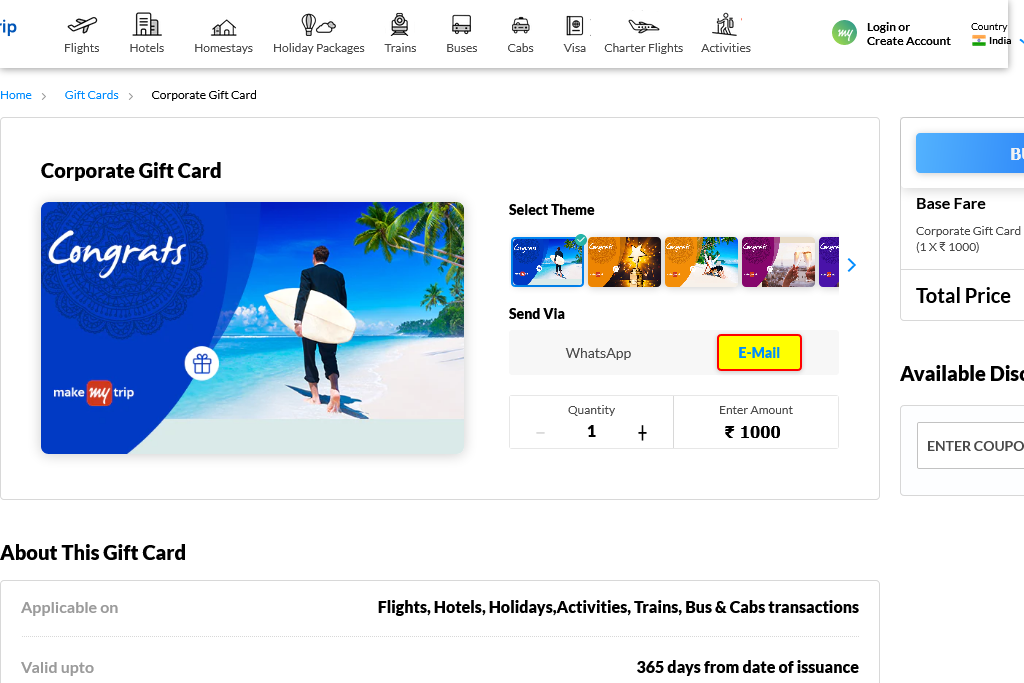 rip
Flights
Hotels
Homestays
Holiday Packages
Trains
Buses
Cabs
Visa
Charter Flights
Activities
my
Login or
Create Account
Country
India
Home
Gift Cards
Corporate Gift Card
Corporate Gift Card
Congrats
make my trip
Select Theme
Congrats
Congrats
Congrats
Congrats
Send Via
WhatsApp
E-Mail
Quantity
1
Enter Amount
₹ 1000
Base Fare
Corporate Gift Card
(1 X ₹ 1000)
Total Price
Available Disc
ENTER COUPO
About This Gift Card
Applicable on
Flights, Hotels, Holidays,Activities, Trains, Bus & Cabs transactions
Valid upto
365 days from date of issuance